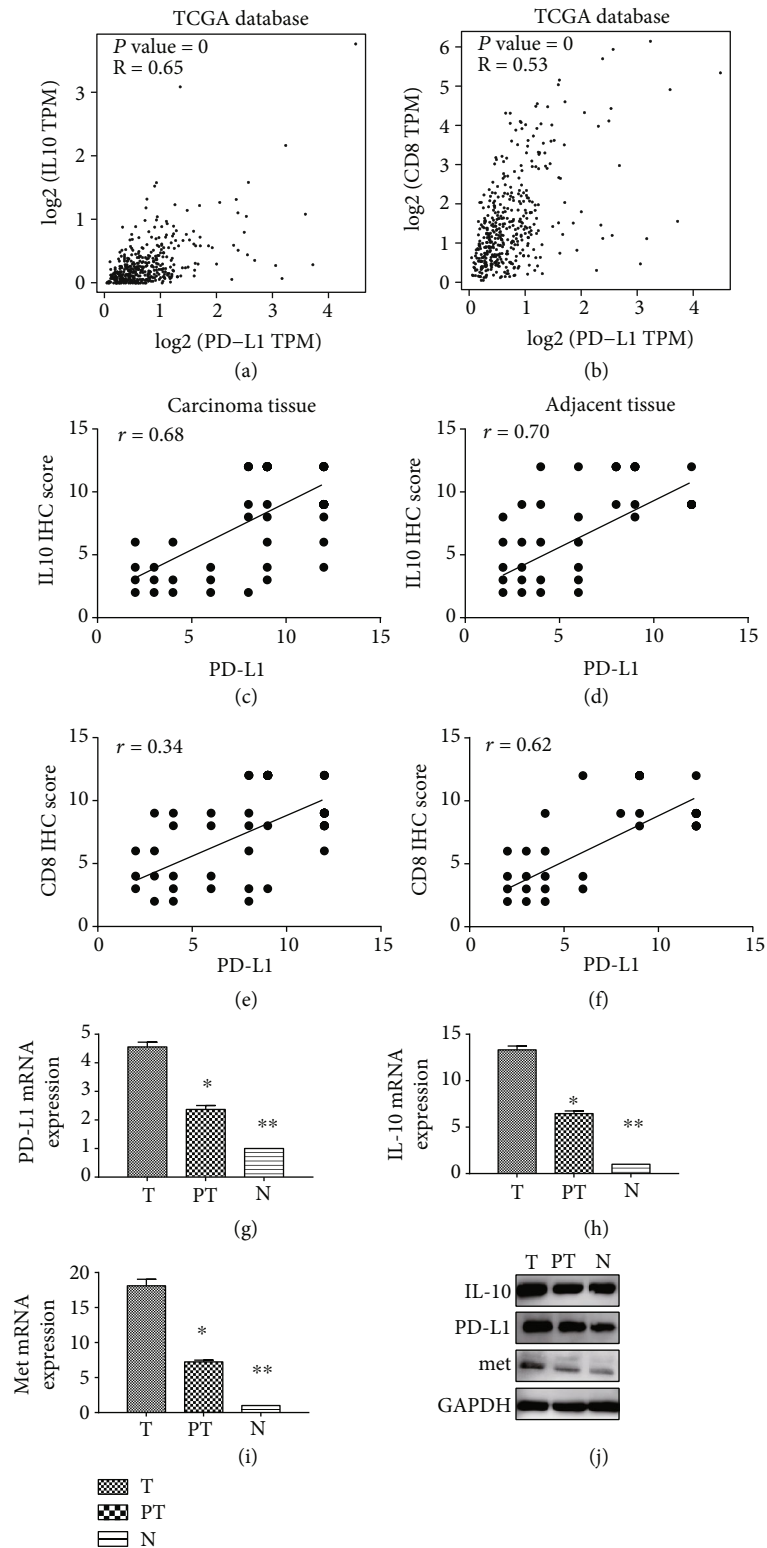 TCGA database
P value = 0
R = 0.65
log2 (IL10 TPM)
3
2
1
0
0 1 2 3 4
log2 (PD−L1 TPM)
(a)
TCGA database
P value = 0
R = 0.53
log2 (CD8 TPM)
6
5
4
3
2
1
0
0 1 2 3 4
log2 (PD−L1 TPM)
(b)
Carcinoma tissue
r = 0.68
IL10 IHC score
15
10
5
0
0 5 10 15
PD-L1
(c)
Adjacent tissue
r = 0.70
IL10 IHC score
15
10
5
0
0 5 10 15
PD-L1
(d)
r = 0.34
CD8 IHC score
15
10
5
0
0 5 10 15
PD-L1
(e)
r = 0.62
CD8 IHC score
15
10
5
0
0 5 10 15
PD-L1
(f)
PD-L1 mRNA
expression
5
4
3
2
1
0
*
**
T PT N
(g)
IL-10 mRNA
expression
15
10
5
0
*
**
T PT N
(h)
Met mRNA
expression
20
15
10
5
0
*
**
T PT N
(i)
T PT N
IL-10
PD-L1
met
GAPDH
(j)
T
PT
N